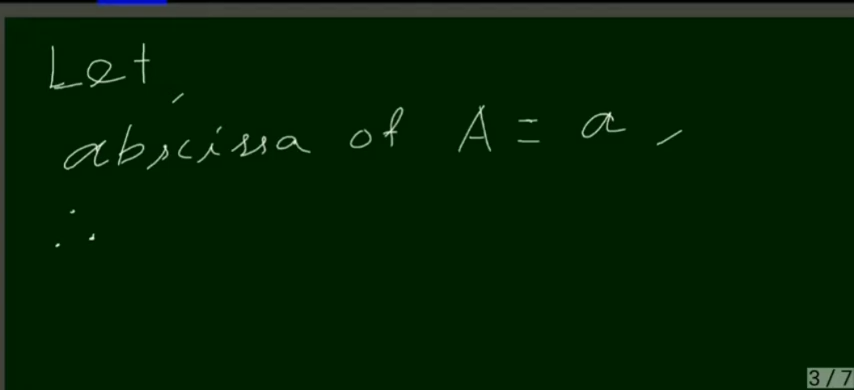 Let,
abscissa of A = a,
∴
3/7